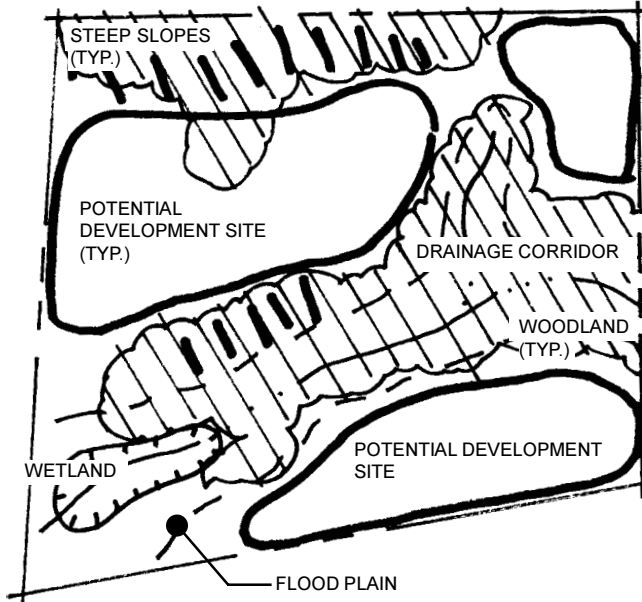 STEEP SLOPES
(TYP.)
POTENTIAL
DEVELOPMENT SITE
(TYP.)
DRAINAGE CORRIDOR
WOODLAND
(TYP.)
POTENTIAL DEVELOPMENT
SITE
WETLAND
FLOOD PLAIN